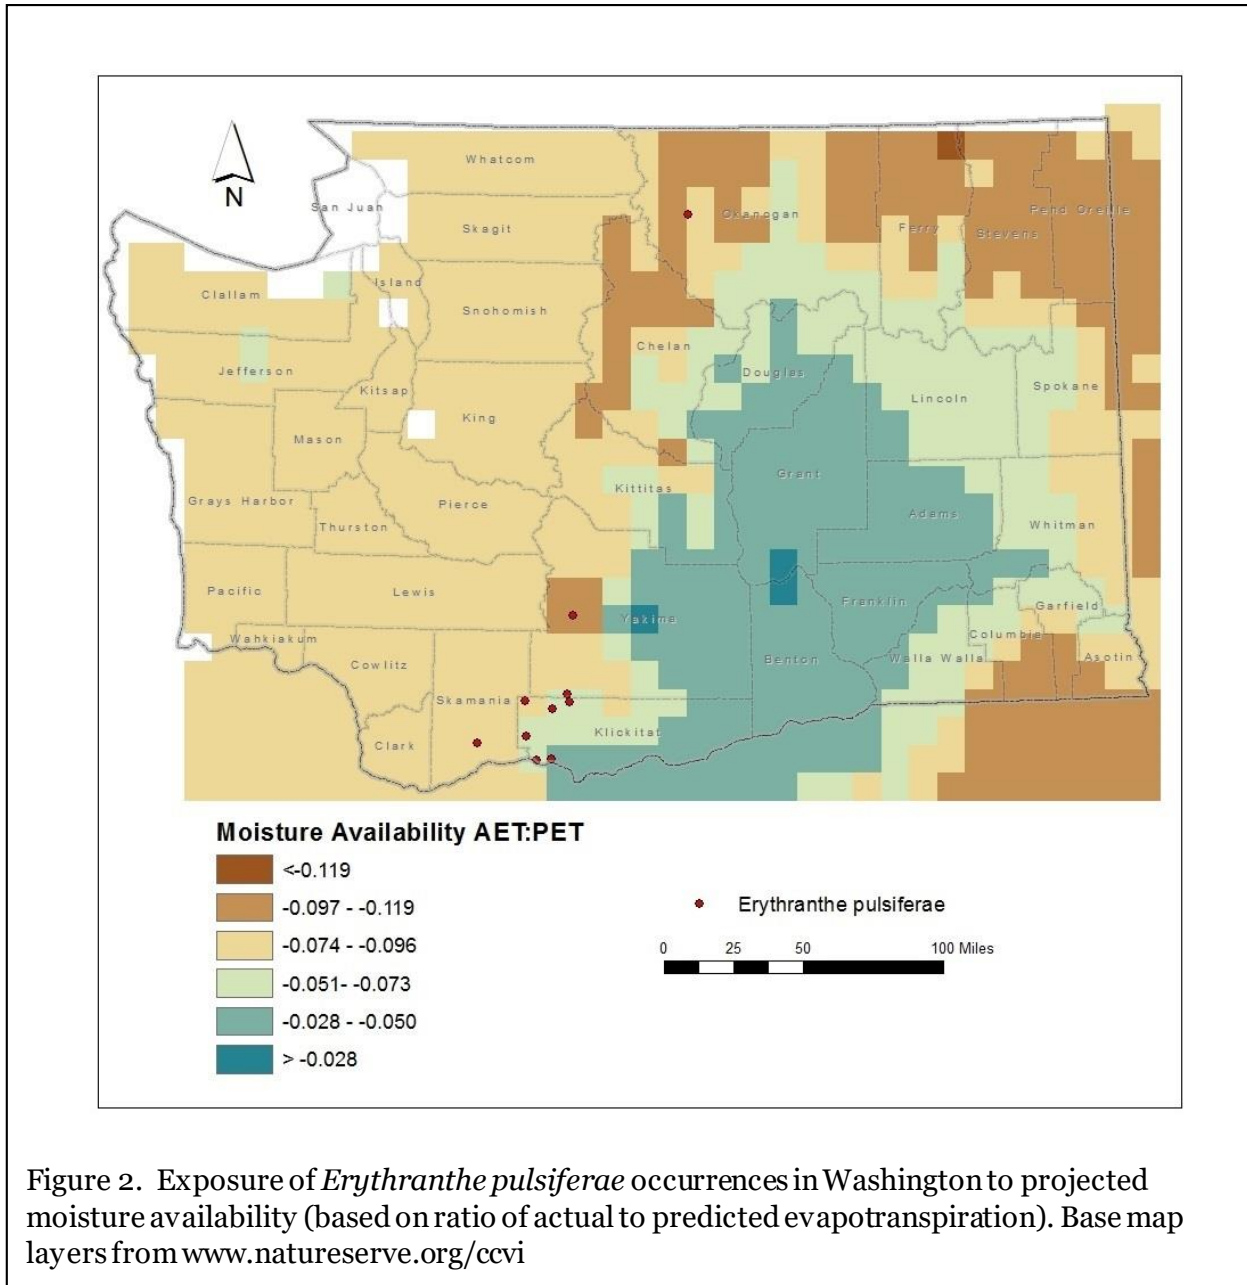 N
Whatcom
San Juan
Skagit
Okanogan
Ferry
Stevens
Pend Oreille
Clallam
Island
Snohomish
Chelan
Jefferson
Kitsap
Douglas
Lincoln
Spokane
King
Mason
Grays Harbor
Kittitas
Grant
Pierce
Thurston
Adams
Whitman
Pacific
Lewis
Yakima
Franklin
Garfield
Wahkiakum
Columbia
Cowlitz
Benton
Walla Walla
Asotin
Skamania
Klickitat
Clark
Moisture Availability AET:PET
<-0.119
-0.097 - -0.119
-0.074 - -0.096
-0.051- -0.073
-0.028 - -0.050
> -0.028
Erythranthe pulsiferae
0 25 50 100 Miles
Figure 2. Exposure of Erythranthe pulsiferae occurrences in Washington to projected
moisture availability (based on ratio of actual to predicted evapotranspiration). Base map
layers from www.natureserve.org/ccvi